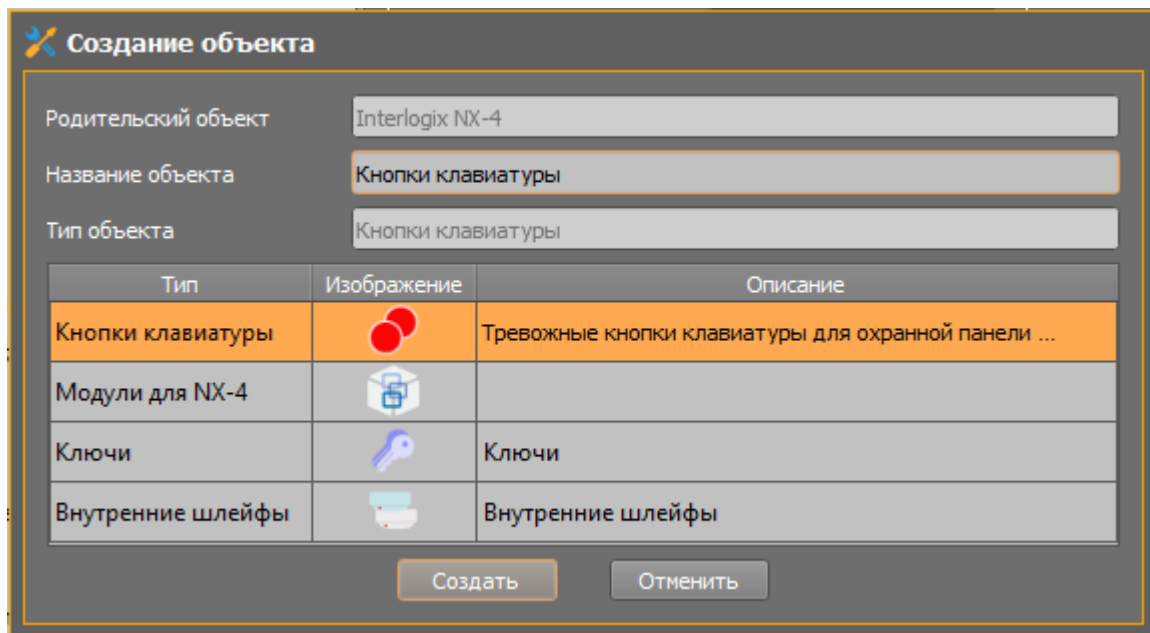 Создание объекта
Родительский объект Interlogix NX-4
Название объекта Кнопки клавиатуры
Тип объекта Кнопки клавиатуры
Тип Изображение Описание
Кнопки клавиатуры Тревожные кнопки клавиатуры для охранной панели ...
Модули для NX-4
Ключи Ключи
Внутренние шлейфы Внутренние шлейфы
Создать Отменить